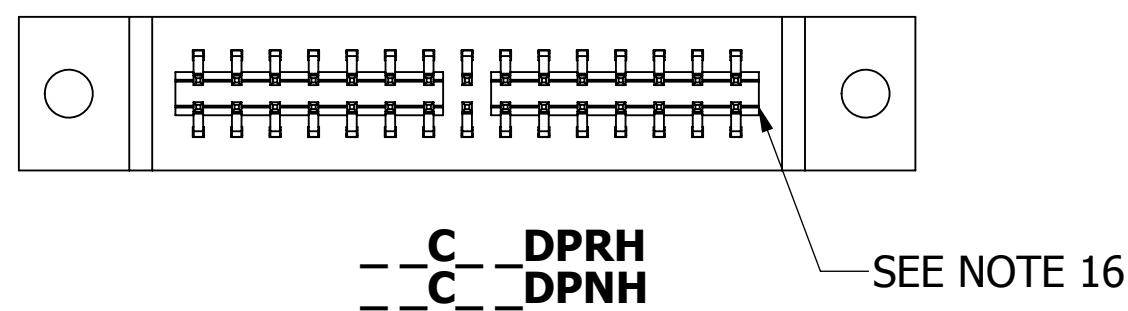 _ _C_ _DPRH
_ _C_ _DPNH
SEE NOTE 16